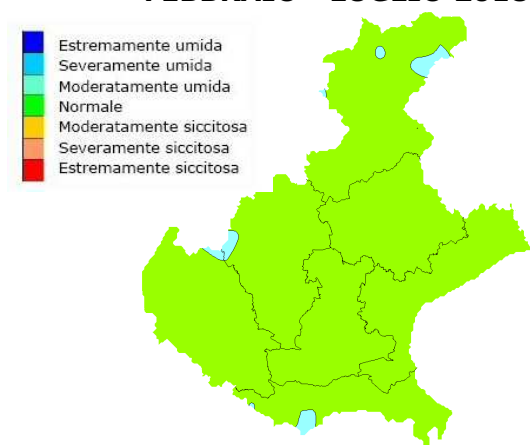 Estremamente umida
Severamente umida
Moderatamente umida
Normale
Moderatamente siccitosa
Severamente siccitosa
Estremamente siccitosa